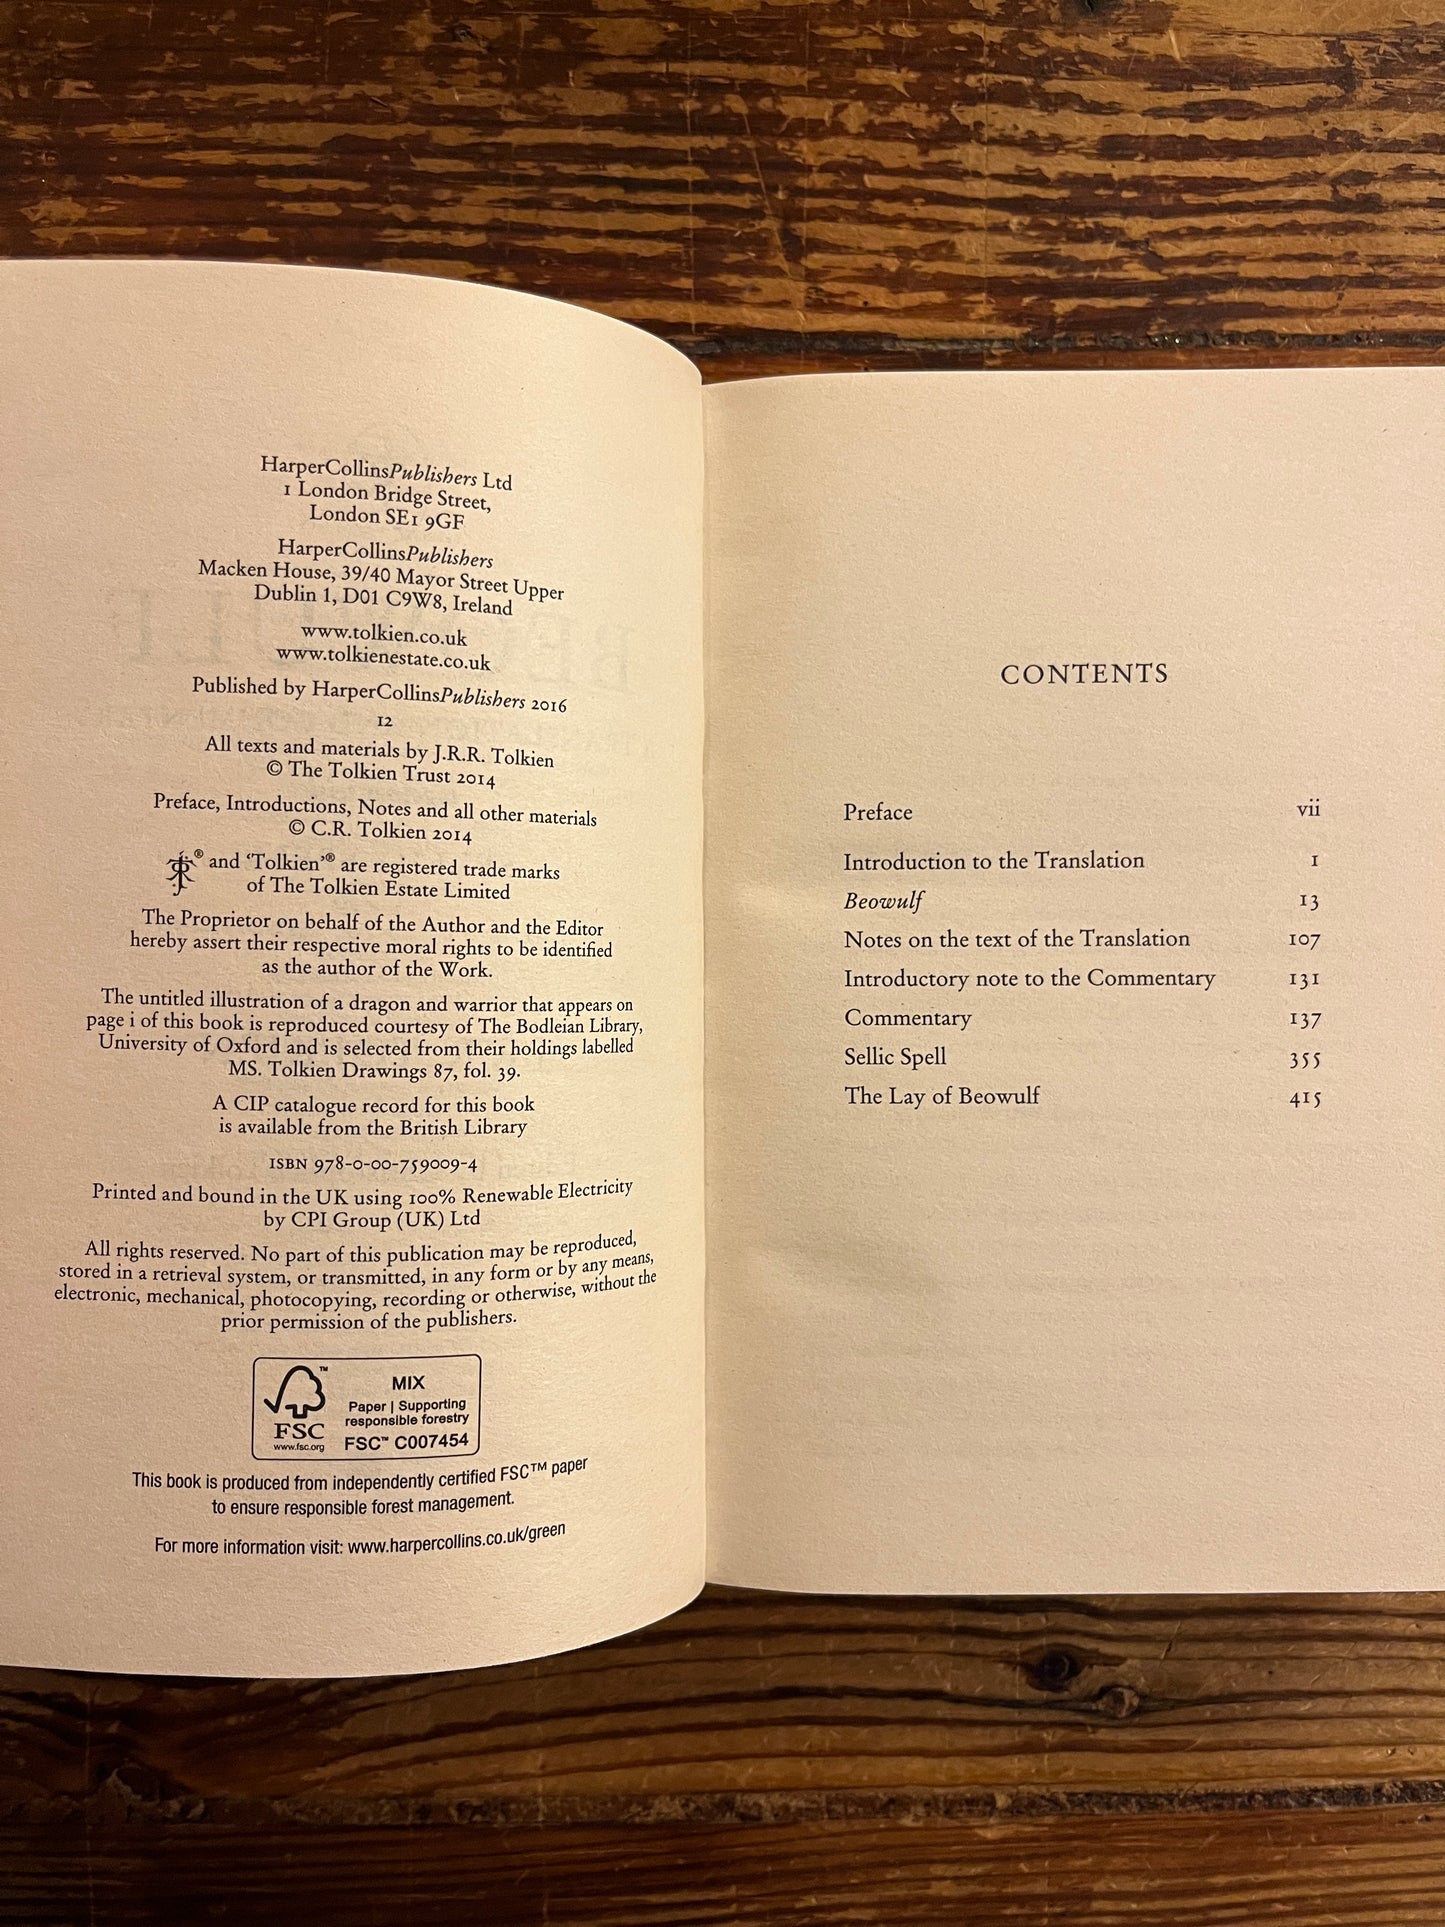 HarperCollinsPublishers Ltd
1 London Bridge Street,
London SE1 9GF
HarperCollinsPublishers
Macken House, 39/40 Mayor Street Upper
Dublin 1, D01 C9W8, Ireland
www.tolkien.co.uk
www.tolkienestate.co.uk
Published by HarperCollinsPublishers 2016
12
All texts and materials by J.R.R. Tolkien
© The Tolkien Trust 2014
Preface, Introductions, Notes and all other materials
© C.R. Tolkien 2014
® and ‘Tolkien’® are registered trade marks
of The Tolkien Estate Limited
The Proprietor on behalf of the Author and the Editor
hereby assert their respective moral rights to be identified
as the author of the Work.
The untitled illustration of a dragon and warrior that appears on
page i of this book is reproduced courtesy of The Bodleian Library,
University of Oxford and is selected from their holdings labelled
MS. Tolkien Drawings 87, fol. 39.
A CIP catalogue record for this book
is available from the British Library
ISBN 978-0-00-759009-4
Printed and bound in the UK using 100% Renewable Electricity
by CPI Group (UK) Ltd
All rights reserved. No part of this publication may be reproduced,
stored in a retrieval system, or transmitted, in any form or by any means,
electronic, mechanical, photocopying, recording or otherwise, without the
prior permission of the publishers.
FSC
www.fsc.org
MIX
Paper | Supporting
responsible forestry
FSC™ C007454
This book is produced from independently certified FSC™ paper
to ensure responsible forest management.
For more information visit: www.harpercollins.co.uk/green
CONTENTS
Preface vii
Introduction to the Translation 1
Beowulf 13
Notes on the text of the Translation 107
Introductory note to the Commentary 131
Commentary 137
Sellic Spell 355
The Lay of Beowulf 415